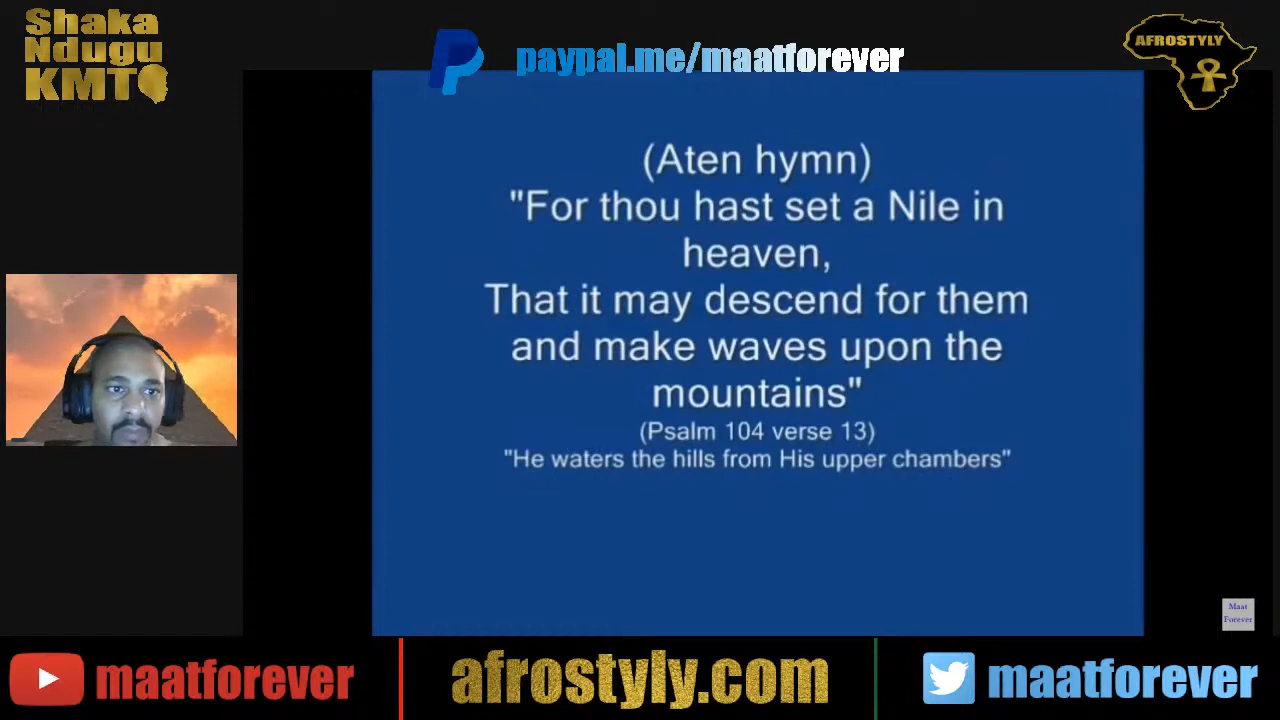 Shaka
Ndugu
KMT
paypal.me/maatforever
AFROSTYLY
(Aten hymn)
"For thou hast set a Nile in
heaven,
That it may descend for them
and make waves upon the
mountains"
(Psalm 104 verse 13)
"He waters the hills from His upper chambers"
Maat
Forever
maatforever
afrostyly.com
maatforever